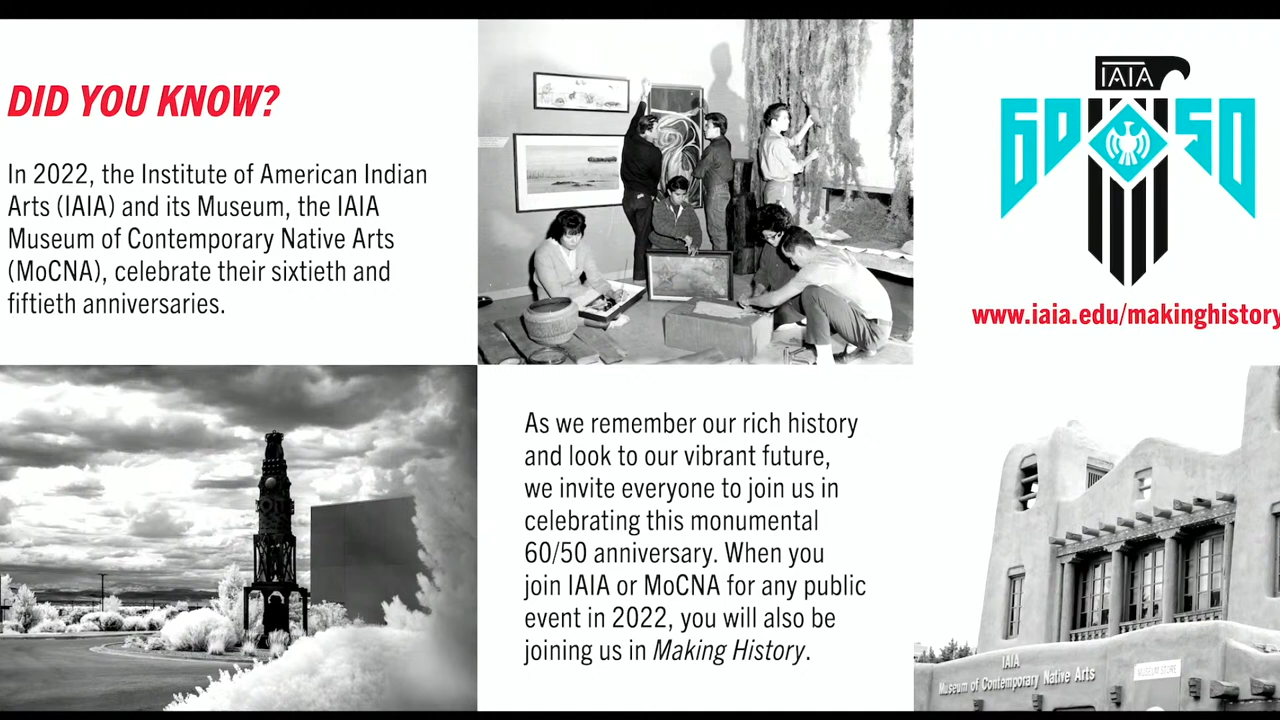 DID YOU KNOW?
In 2022, the Institute of American Indian
Arts (IAIA) and its Museum, the IAIA
Museum of Contemporary Native Arts
(MoCNA), celebrate their sixtieth and
fiftieth anniversaries.
IAIA
60 50
www.iaia.edu/makinghistory
As we remember our rich history
and look to our vibrant future,
we invite everyone to join us in
celebrating this monumental
60/50 anniversary. When you
join IAIA or MoCNA for any public
event in 2022, you will also be
joining us in Making History.
IAIA
Museum of Contemporary Native Arts
MUSEUM STORE